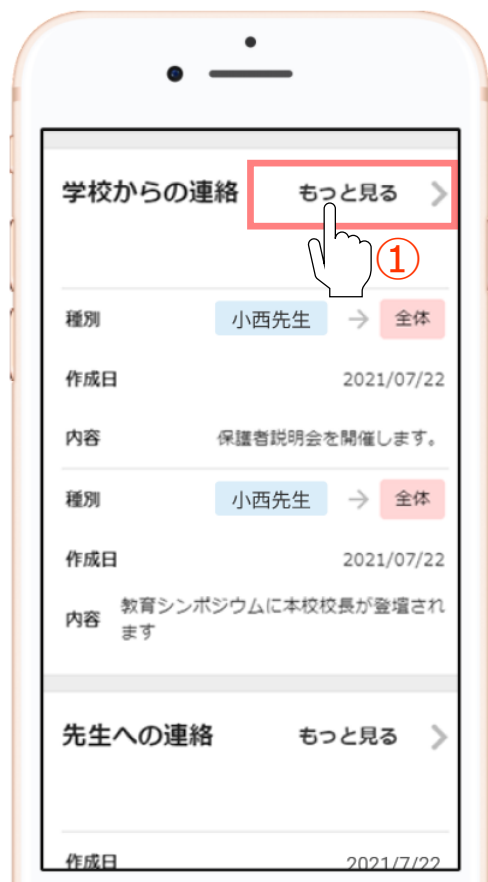 学校からの連絡 もっと見る
①
種別 小西先生 → 全体
作成日 2021/07/22
内容 保護者説明会を開催します。
種別 小西先生 → 全体
作成日 2021/07/22
内容 教育シンポジウムに本校校長が登壇され
ます
先生への連絡 もっと見る
作成日 2021/7/22